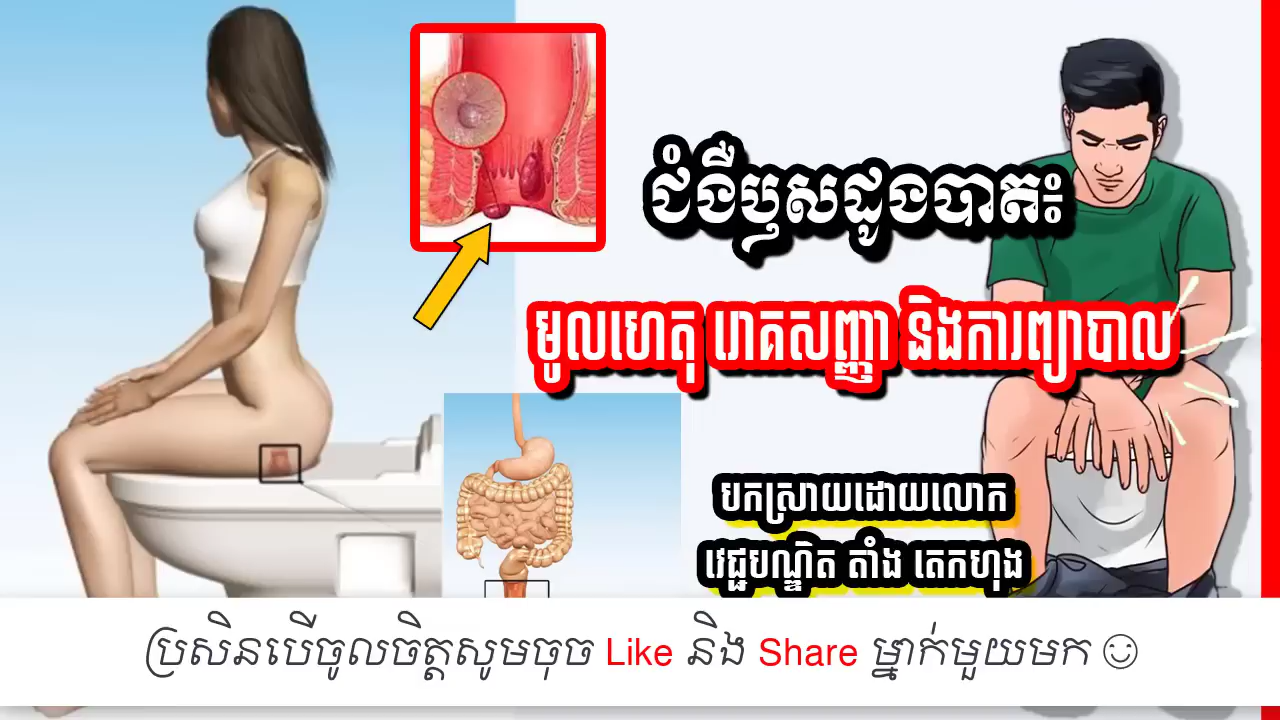 ជំងឺឫសដូងបាត៖
មូលហេតុ រោគសញ្ញា និងការព្យាបាល
បកស្រាយដោយលោក
វេជ្ជបណ្ឌិត តាំង តេកហុង
ប្រសិនបើចូលចិត្តសូមចុច Like និង Share ម្នាក់មួយមក ☺